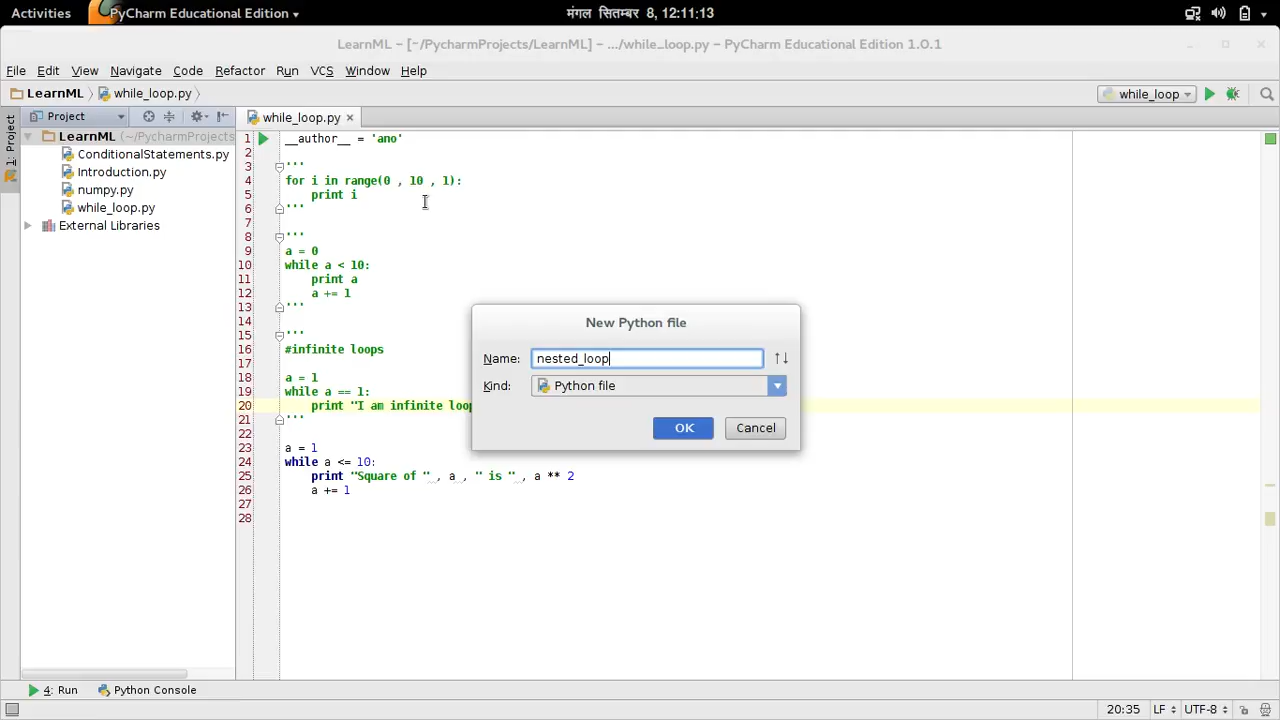 Activities PyCharm Educational Edition ▾ मंगल सितम्बर 8, 12:11:13
LearnML – [~/PycharmProjects/LearnML] – .../while_loop.py – PyCharm Educational Edition 1.0.1
File Edit View Navigate Code Refactor Run VCS Window Help
LearnML while_loop.py while_loop
Project while_loop.py ×
1: Project
LearnML (~/PycharmProjects
ConditionalStatements.py
Introduction.py
numpy.py
while_loop.py
External Libraries
1 __author__ = 'ano'
2
3 '''
4 for i in range(0 , 10 , 1):
5 print i
6 '''
7
8 '''
9 a = 0
10 while a < 10:
11 print a
12 a += 1
13 '''
14
15 '''
16 #infinite loops
17
18 a = 1
19 while a == 1:
20 print "I am infinite loop
21 '''
22
23 a = 1
24 while a <= 10:
25 print "Square of " , a , " is " , a ** 2
26 a += 1
27
28
New Python file
Name: nested_loop
Kind: Python file
OK Cancel
4: Run Python Console
20:35 LF UTF-8